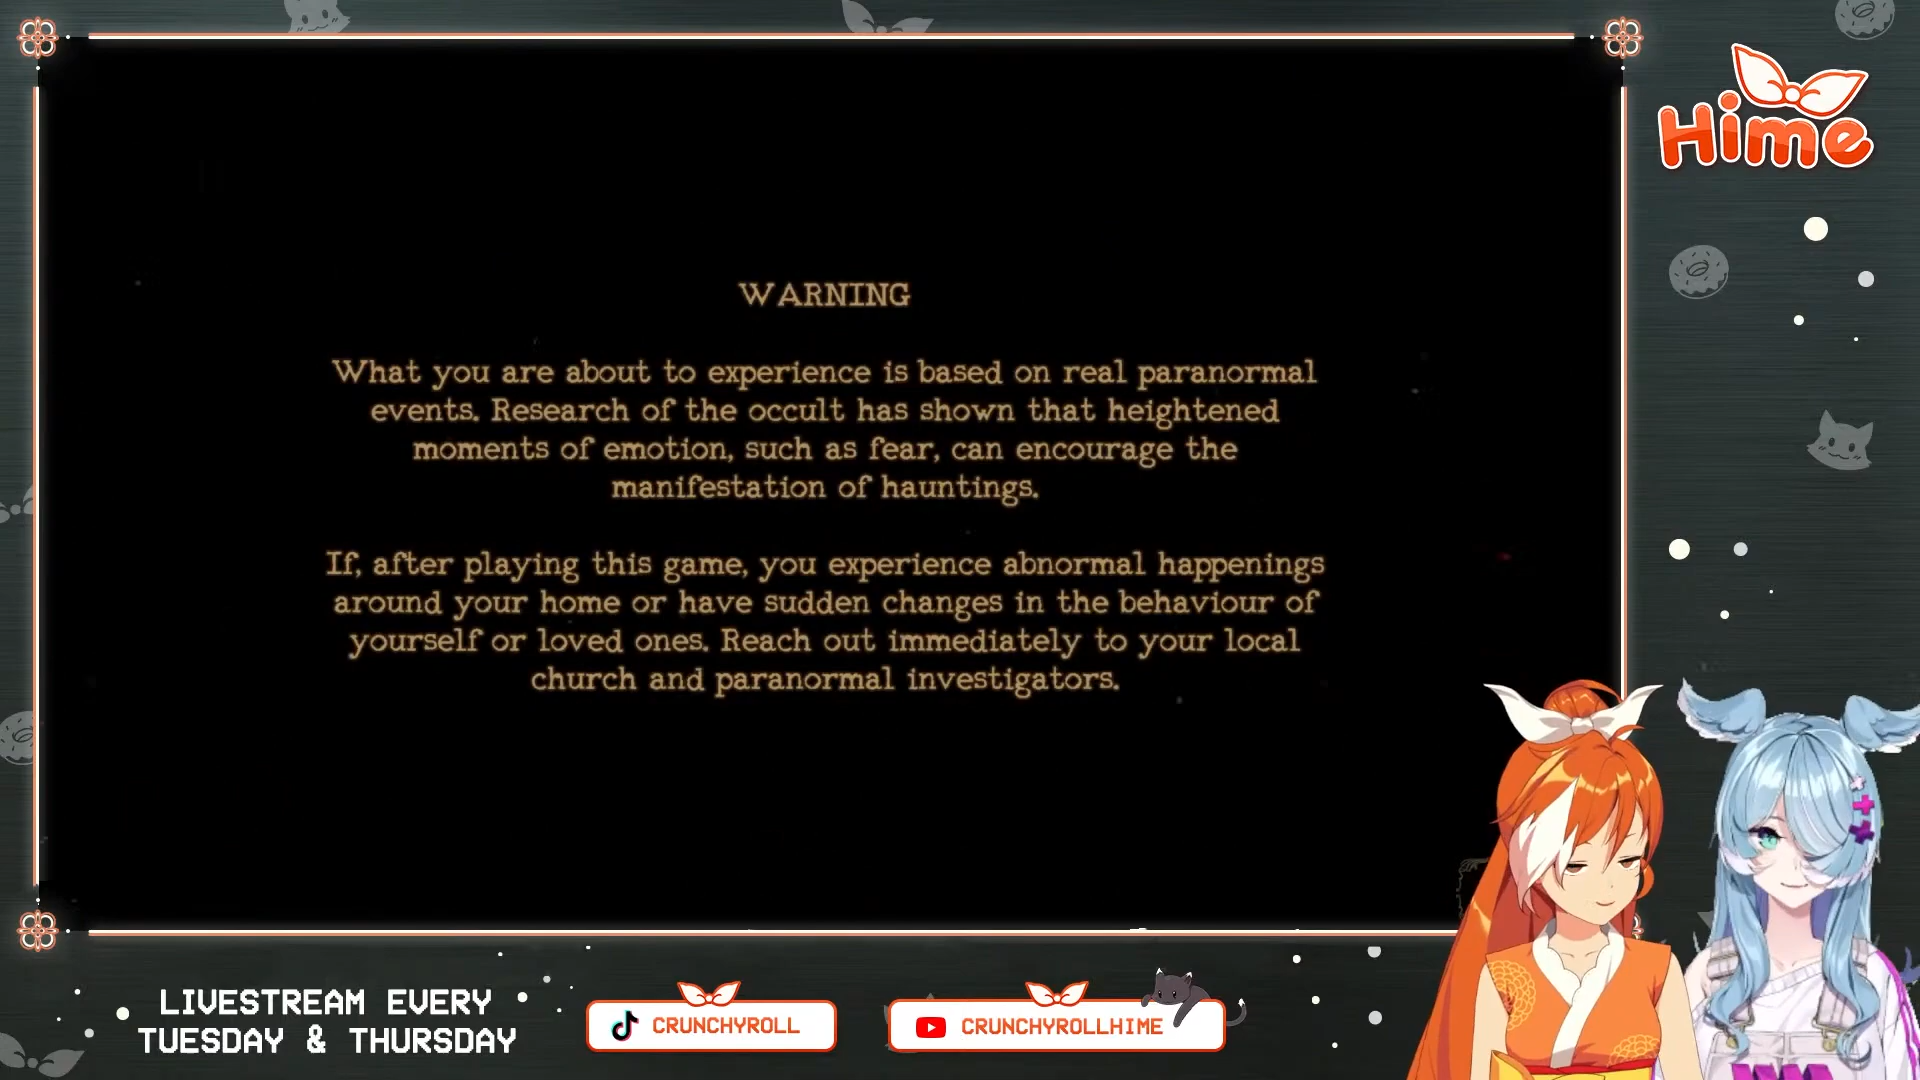 Hime
WARNING
What you are about to experience is based on real paranormal
events. Research of the occult has shown that heightened
moments of emotion, such as fear, can encourage the
manifestation of hauntings.
If, after playing this game, you experience abnormal happenings
around your home or have sudden changes in the behaviour of
yourself or loved ones. Reach out immediately to your local
church and paranormal investigators.
LIVESTREAM EVERY
TUESDAY & THURSDAY
CRUNCHYROLL
CRUNCHYROLLHIME